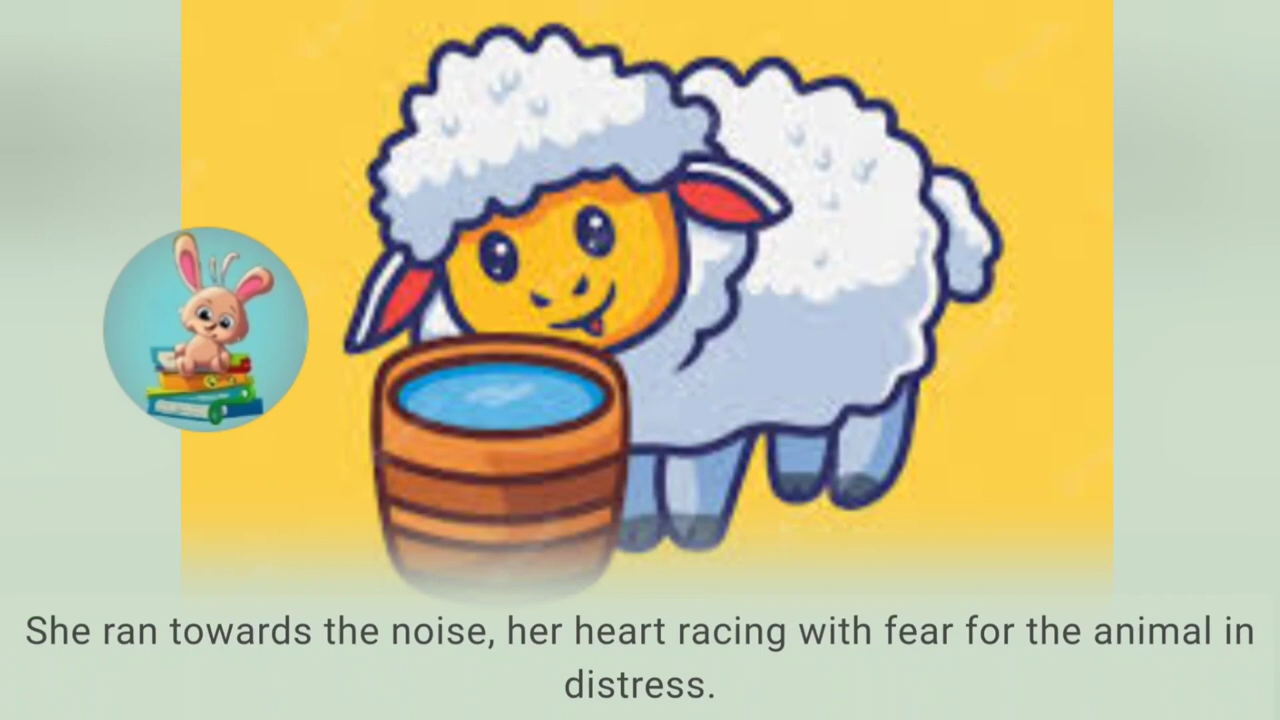 She ran towards the noise, her heart racing with fear for the animal in
distress.